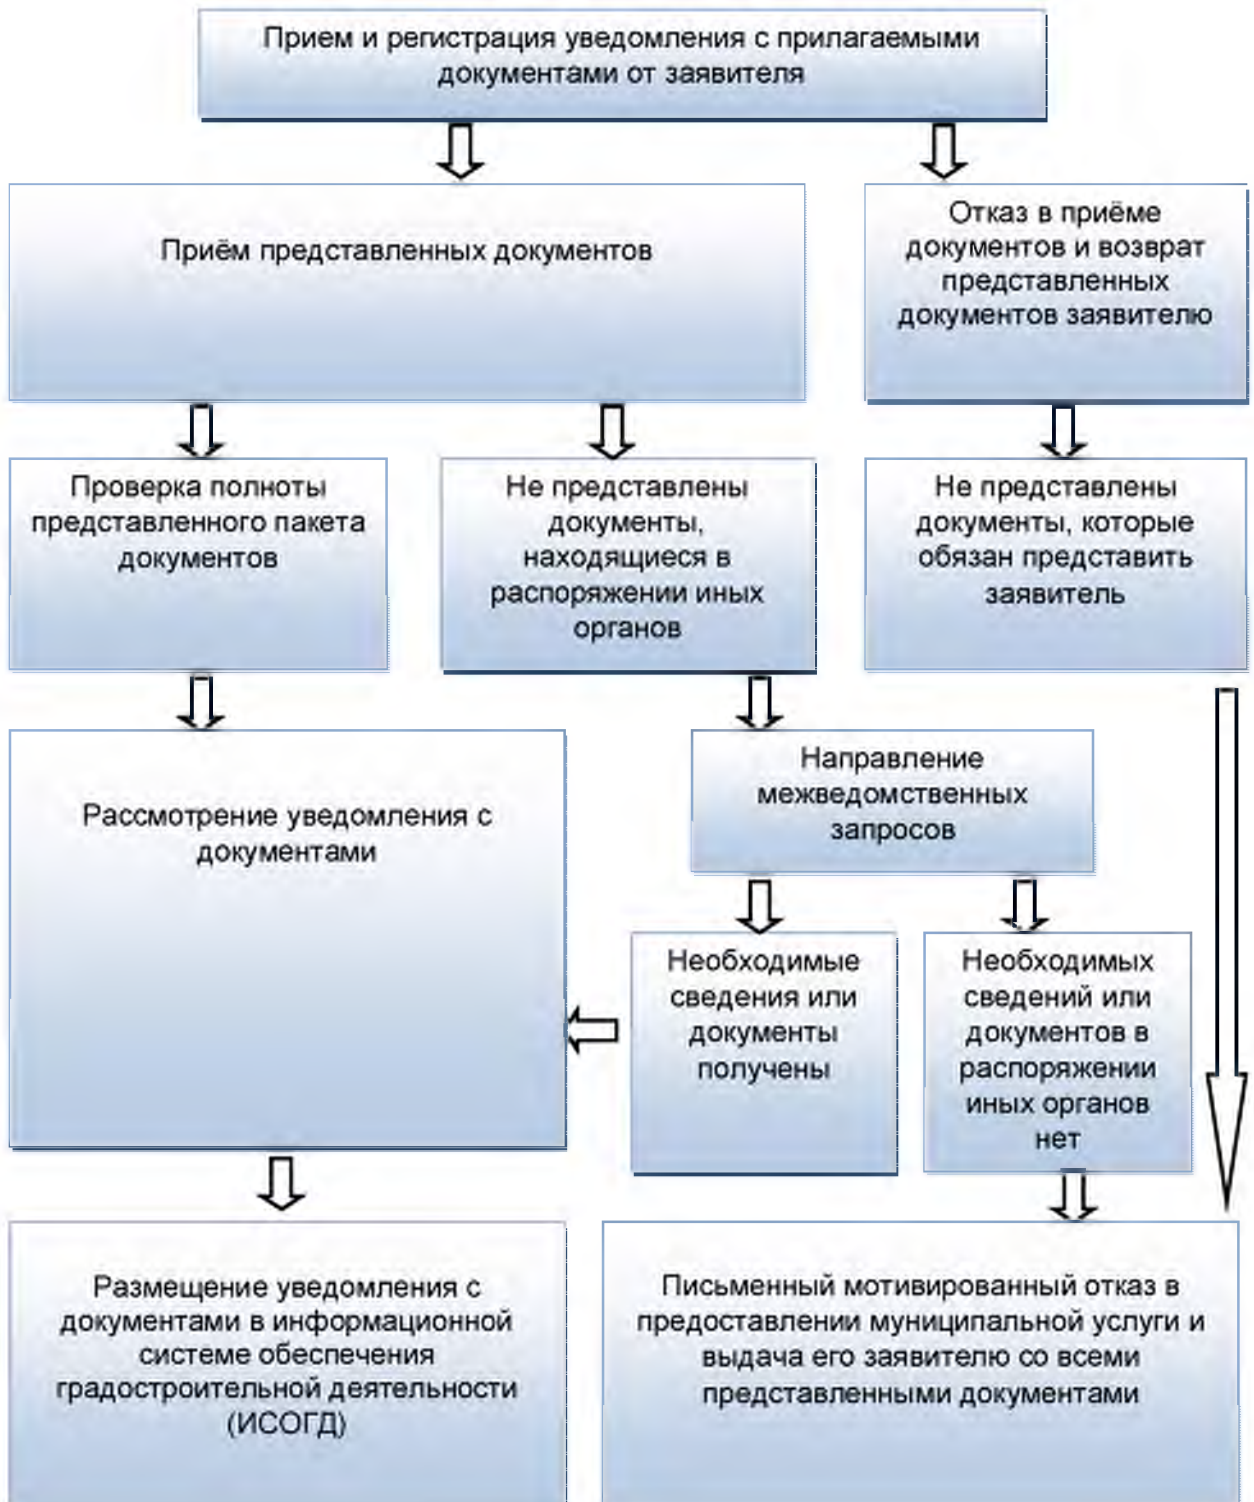 Прием и регистрация уведомления с прилагаемыми
документами от заявителя
Приём представленных документов
Отказ в приёме
документов и возврат
представленных
документов заявителю
Проверка полноты
представленного пакета
документов
Не представлены
документы,
находящиеся в
распоряжении иных
органов
Не представлены
документы, которые
обязан представить
заявитель
Рассмотрение уведомления с
документами
Направление
межведомственных
запросов
Необходимые
сведения или
документы
получены
Необходимых
сведений или
документов в
распоряжении
иных органов
нет
Размещение уведомления с
документами в информационной
системе обеспечения
градостроительной деятельности
(ИСОГД)
Письменный мотивированный отказ в
предоставлении муниципальной услуги и
выдача его заявителю со всеми
представленными документами